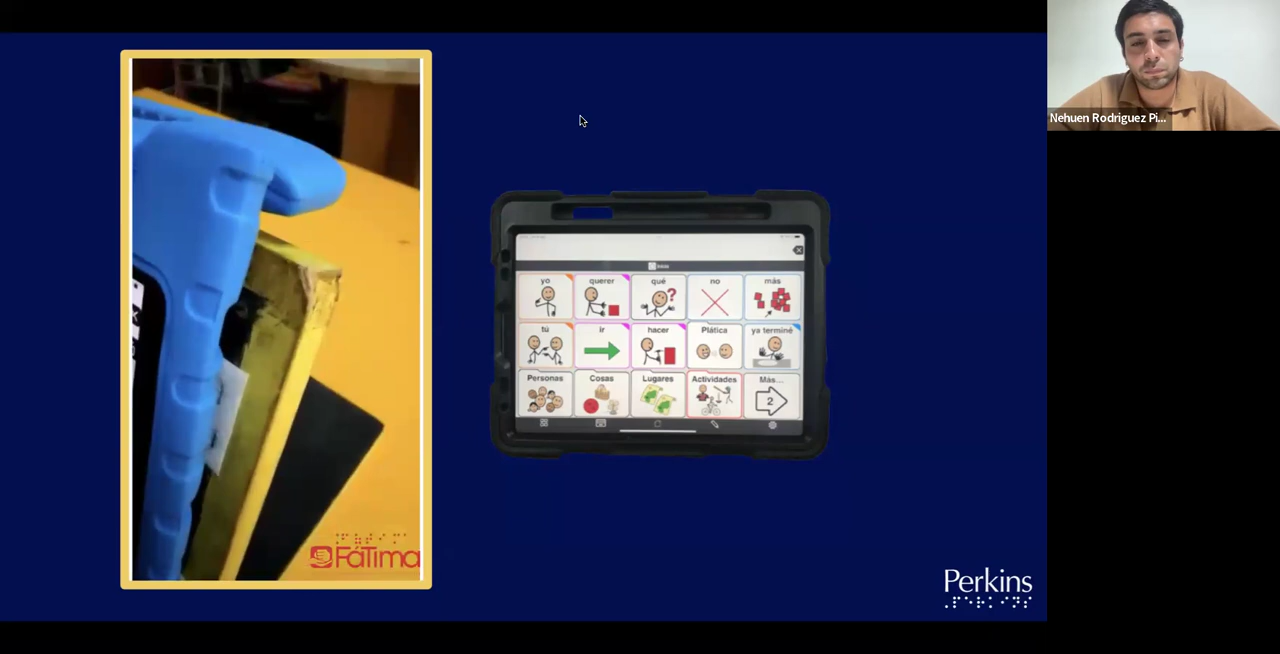 Inicio
yo querer qué no más
tú ir hacer Plática ya terminé
Personas Cosas Lugares Actividades Más...
2
FáTima
Perkins
Nehuen Rodriguez Pi...